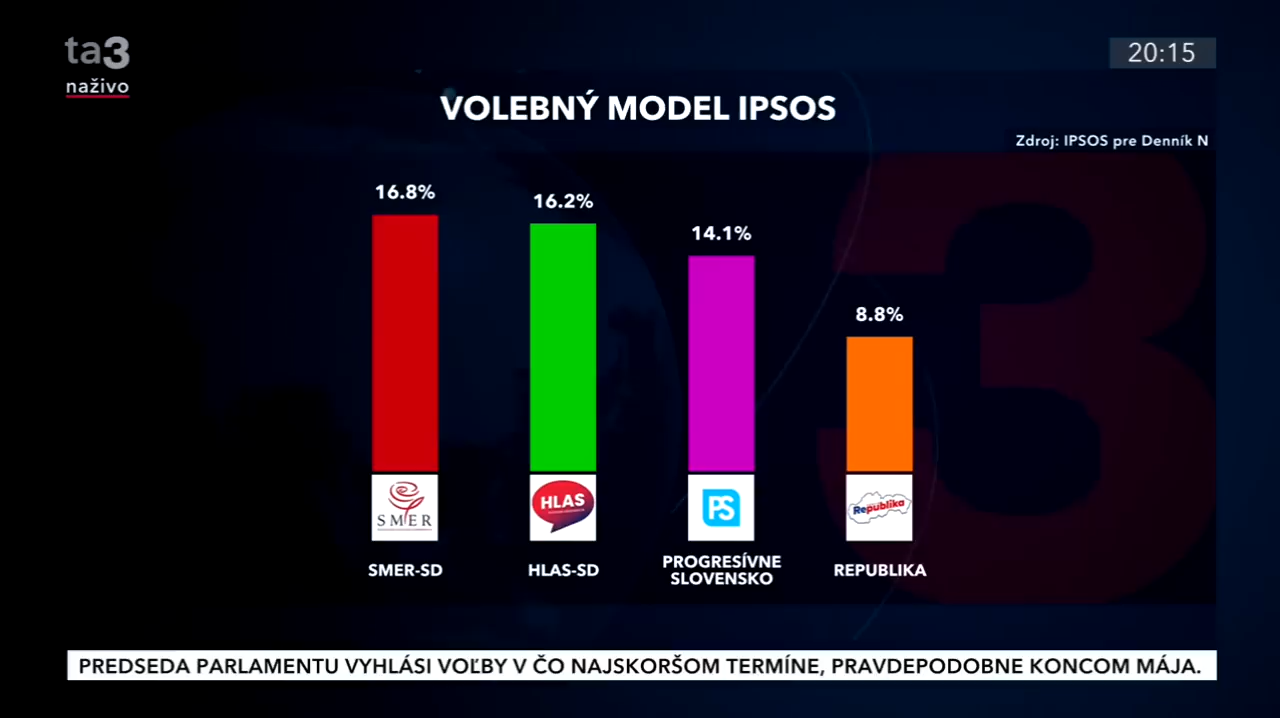 ta3
naživo
20:15
VOLEBNÝ MODEL IPSOS
Zdroj: IPSOS pre Denník N
16.8%
16.2%
14.1%
8.8%
SMER
HLAS
PS
Republika
SMER-SD
HLAS-SD
PROGRESÍVNE
SLOVENSKO
REPUBLIKA
PREDSEDA PARLAMENTU VYHLÁSI VOĽBY V ČO NAJSKORŠOM TERMÍNE, PRAVDEPODOBNE KONCOM MÁJA.